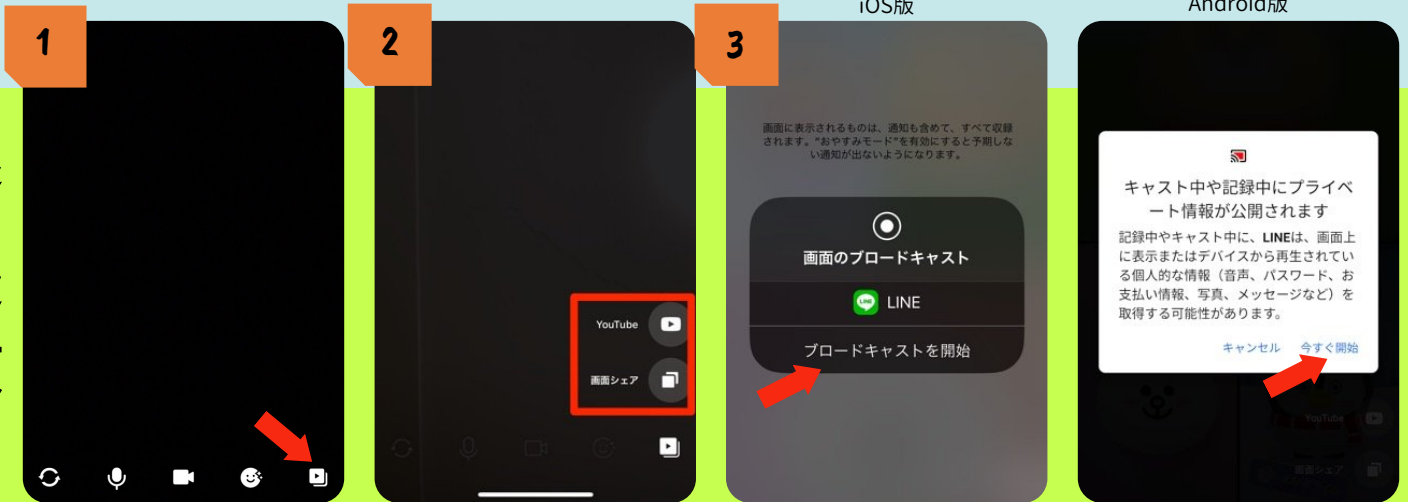 1
2
3
iOS版
Android版
YouTube
画面シェア
画面に表示されるものは、通知も含めて、すべて収録
されます。“おやすみモード”を有効にすると予期しな
い通知が出ないようになります。
画面のブロードキャスト
LINE
LINE
ブロードキャストを開始
キャスト中や記録中にプライベ
ート情報が公開されます
記録中やキャスト中に、LINEは、画面上
に表示またはデバイスから再生されてい
る個人的な情報（音声、パスワード、お
支払い情報、写真、メッセージなど）を
取得する可能性があります。
キャンセル 今すぐ開始
YouTube
画面シェア